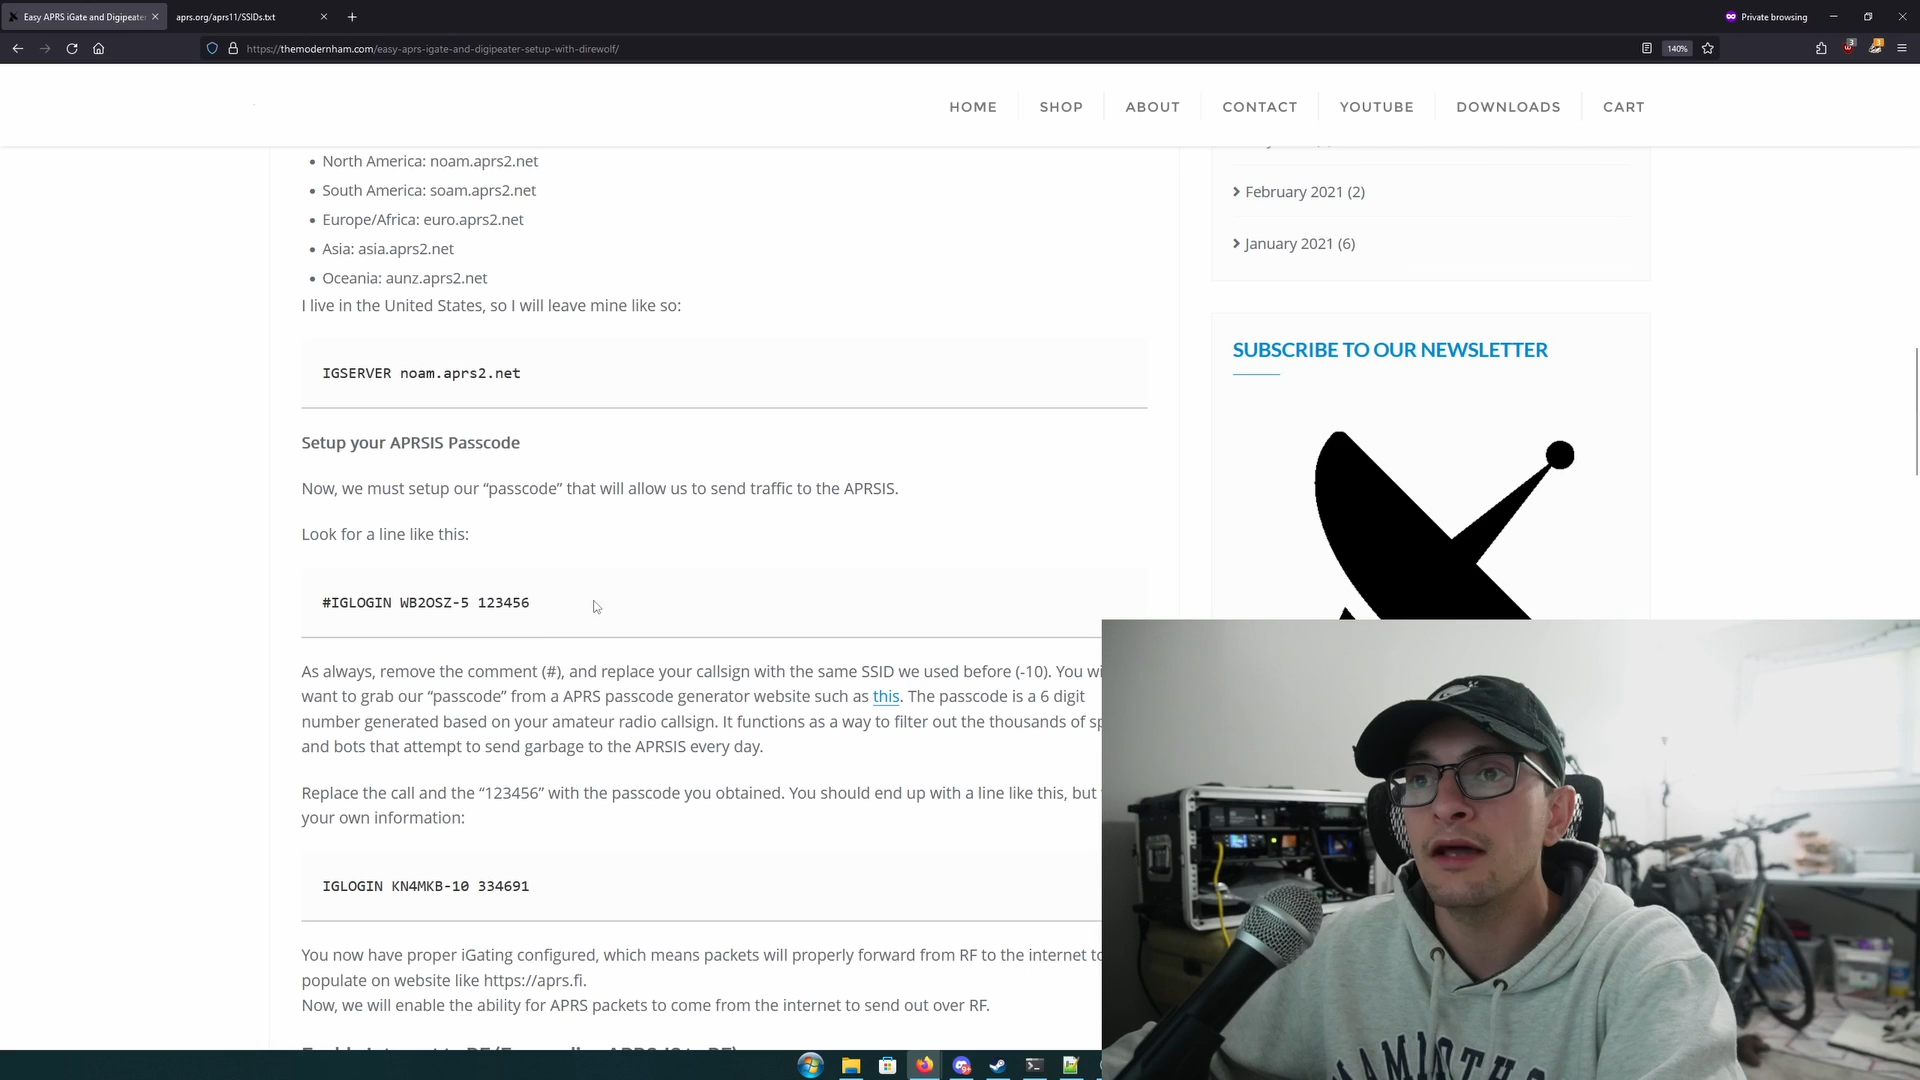 Easy APRS iGate and Digipeater
aprs.org/aprs11/SSIDs.txt
Private browsing
https://themodernham.com/easy-aprs-igate-and-digipeater-setup-with-direwolf/
140%
3
HOME
SHOP
ABOUT
CONTACT
YOUTUBE
DOWNLOADS
CART
North America: noam.aprs2.net
South America: soam.aprs2.net
Europe/Africa: euro.aprs2.net
Asia: asia.aprs2.net
Oceania: aunz.aprs2.net
I live in the United States, so I will leave mine like so:
IGSERVER noam.aprs2.net
Setup your APRSIS Passcode
Now, we must setup our “passcode” that will allow us to send traffic to the APRSIS.
Look for a line like this:
#IGLOGIN WB2OSZ-5 123456
As always, remove the comment (#), and replace your callsign with the same SSID we used before (-10). You wi
want to grab our “passcode” from a APRS passcode generator website such as this. The passcode is a 6 digit
number generated based on your amateur radio callsign. It functions as a way to filter out the thousands of sp
and bots that attempt to send garbage to the APRSIS every day.
Replace the call and the “123456” with the passcode you obtained. You should end up with a line like this, but
your own information:
IGLOGIN KN4MKB-10 334691
You now have proper iGating configured, which means packets will properly forward from RF to the internet to
populate on website like https://aprs.fi.
Now, we will enable the ability for APRS packets to come from the internet to send out over RF.
February 2021 (2)
January 2021 (6)
SUBSCRIBE TO OUR NEWSLETTER